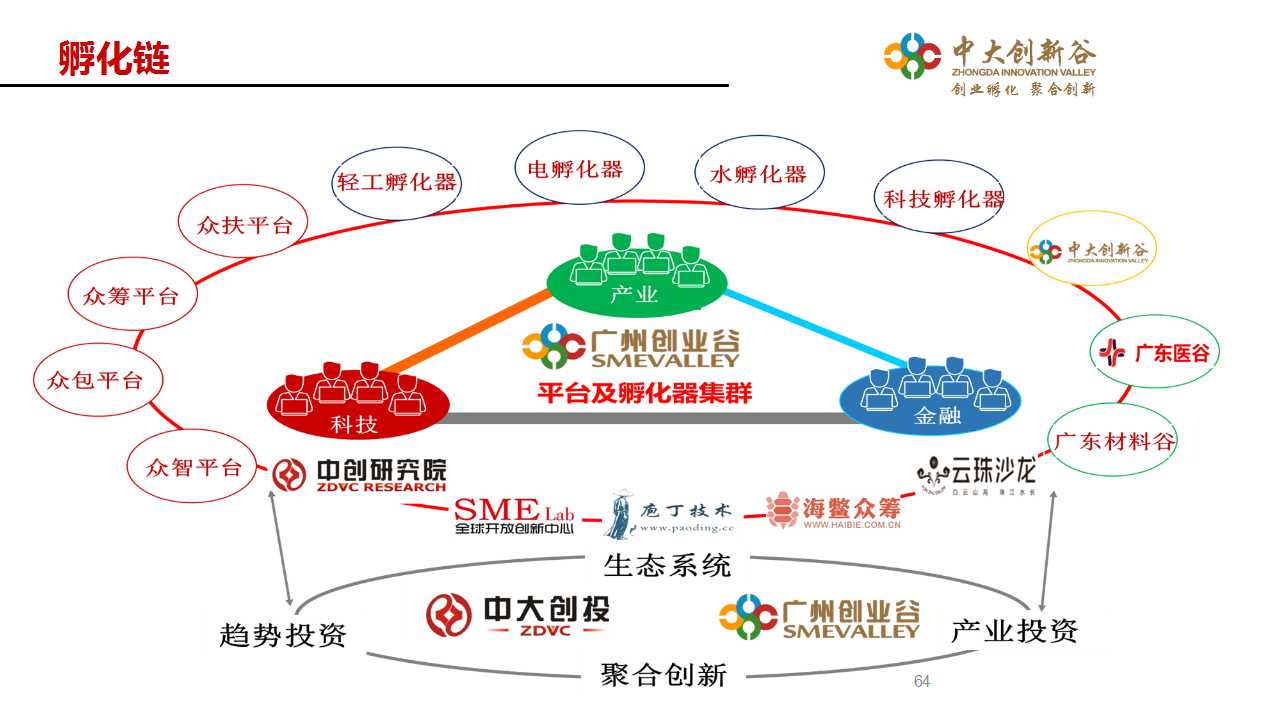 孵化链
中大创新谷
ZHONGDA INNOVATION VALLEY
创业孵化 聚合创新
电孵化器
水孵化器
轻工孵化器
科技孵化器
众扶平台
中大创新谷
ZHONGDA INNOVATION VALLEY
众筹平台
产业
广州创业谷
SMEVALLEY
广东医谷
众包平台
平台及孵化器集群
科技
金融
广东材料谷
众智平台
中创研究院
ZDVC RESEARCH
云珠沙龙
白云山高 珠江水长
SME Lab
全球开放创新中心
庖丁技术
www.paoding.cc
海鳖众筹
WWW.HAIBIE.COM.CN
生态系统
中大创投
ZDVC
广州创业谷
SMEVALLEY
趋势投资
产业投资
聚合创新
64